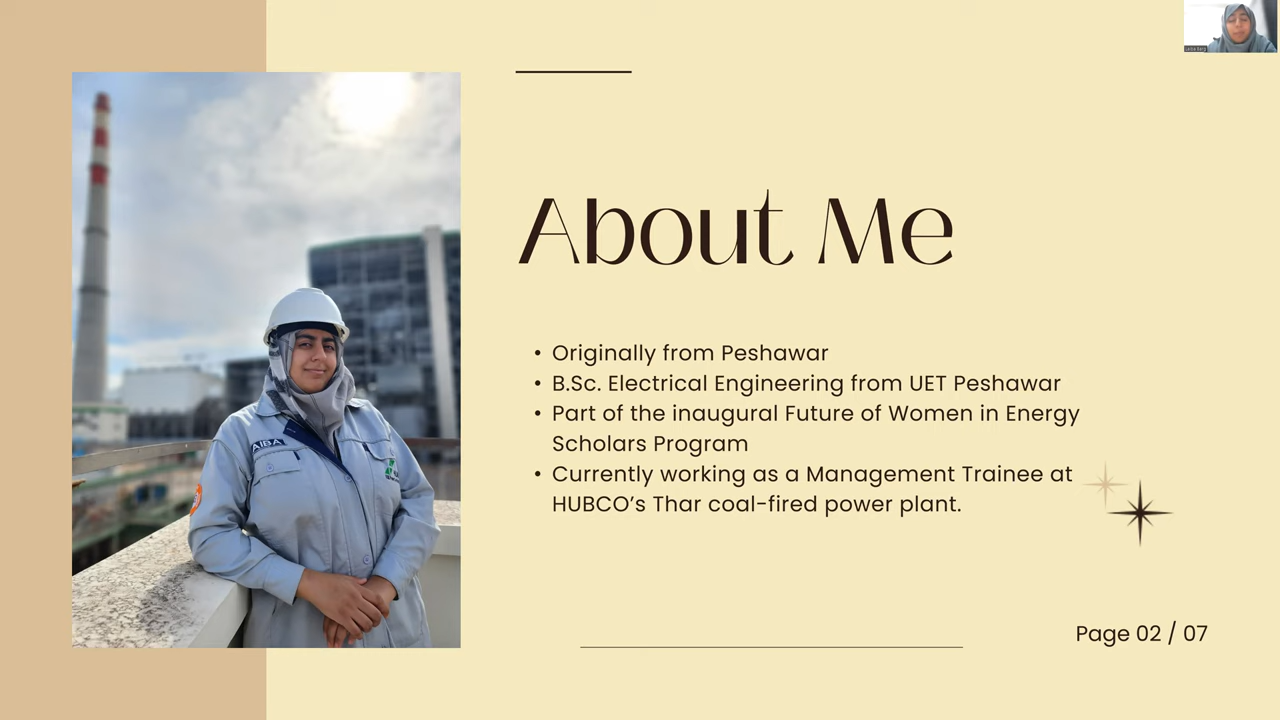 About Me
• Originally from Peshawar
• B.Sc. Electrical Engineering from UET Peshawar
• Part of the inaugural Future of Women in Energy
Scholars Program
• Currently working as a Management Trainee at
HUBCO’s Thar coal-fired power plant.
Page 02 / 07
AIBA